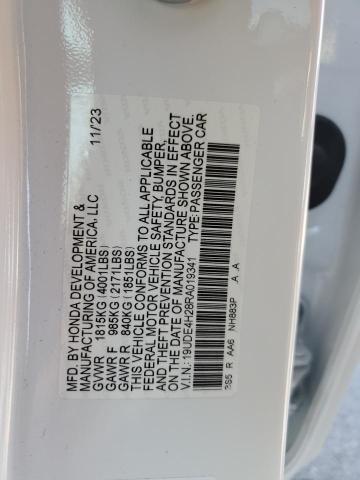 MFD. BY HONDA DEVELOPMENT &
MANUFACTURING OF AMERICA, LLC 11/23
GVWR 1815KG (4001LBS)
GAWR F 985KG (2171LBS)
GAWR R 840KG (1851LBS)
THIS VEHICLE CONFORMS TO ALL APPLICABLE
FEDERAL MOTOR VEHICLE SAFETY, BUMPER,
AND THEFT PREVENTION STANDARDS IN EFFECT
ON THE DATE OF MANUFACTURE SHOWN ABOVE.
V.I.N.: 19UDE4H28RA019341 TYPE: PASSENGER CAR
3S5 R AA6 NH883P A . A